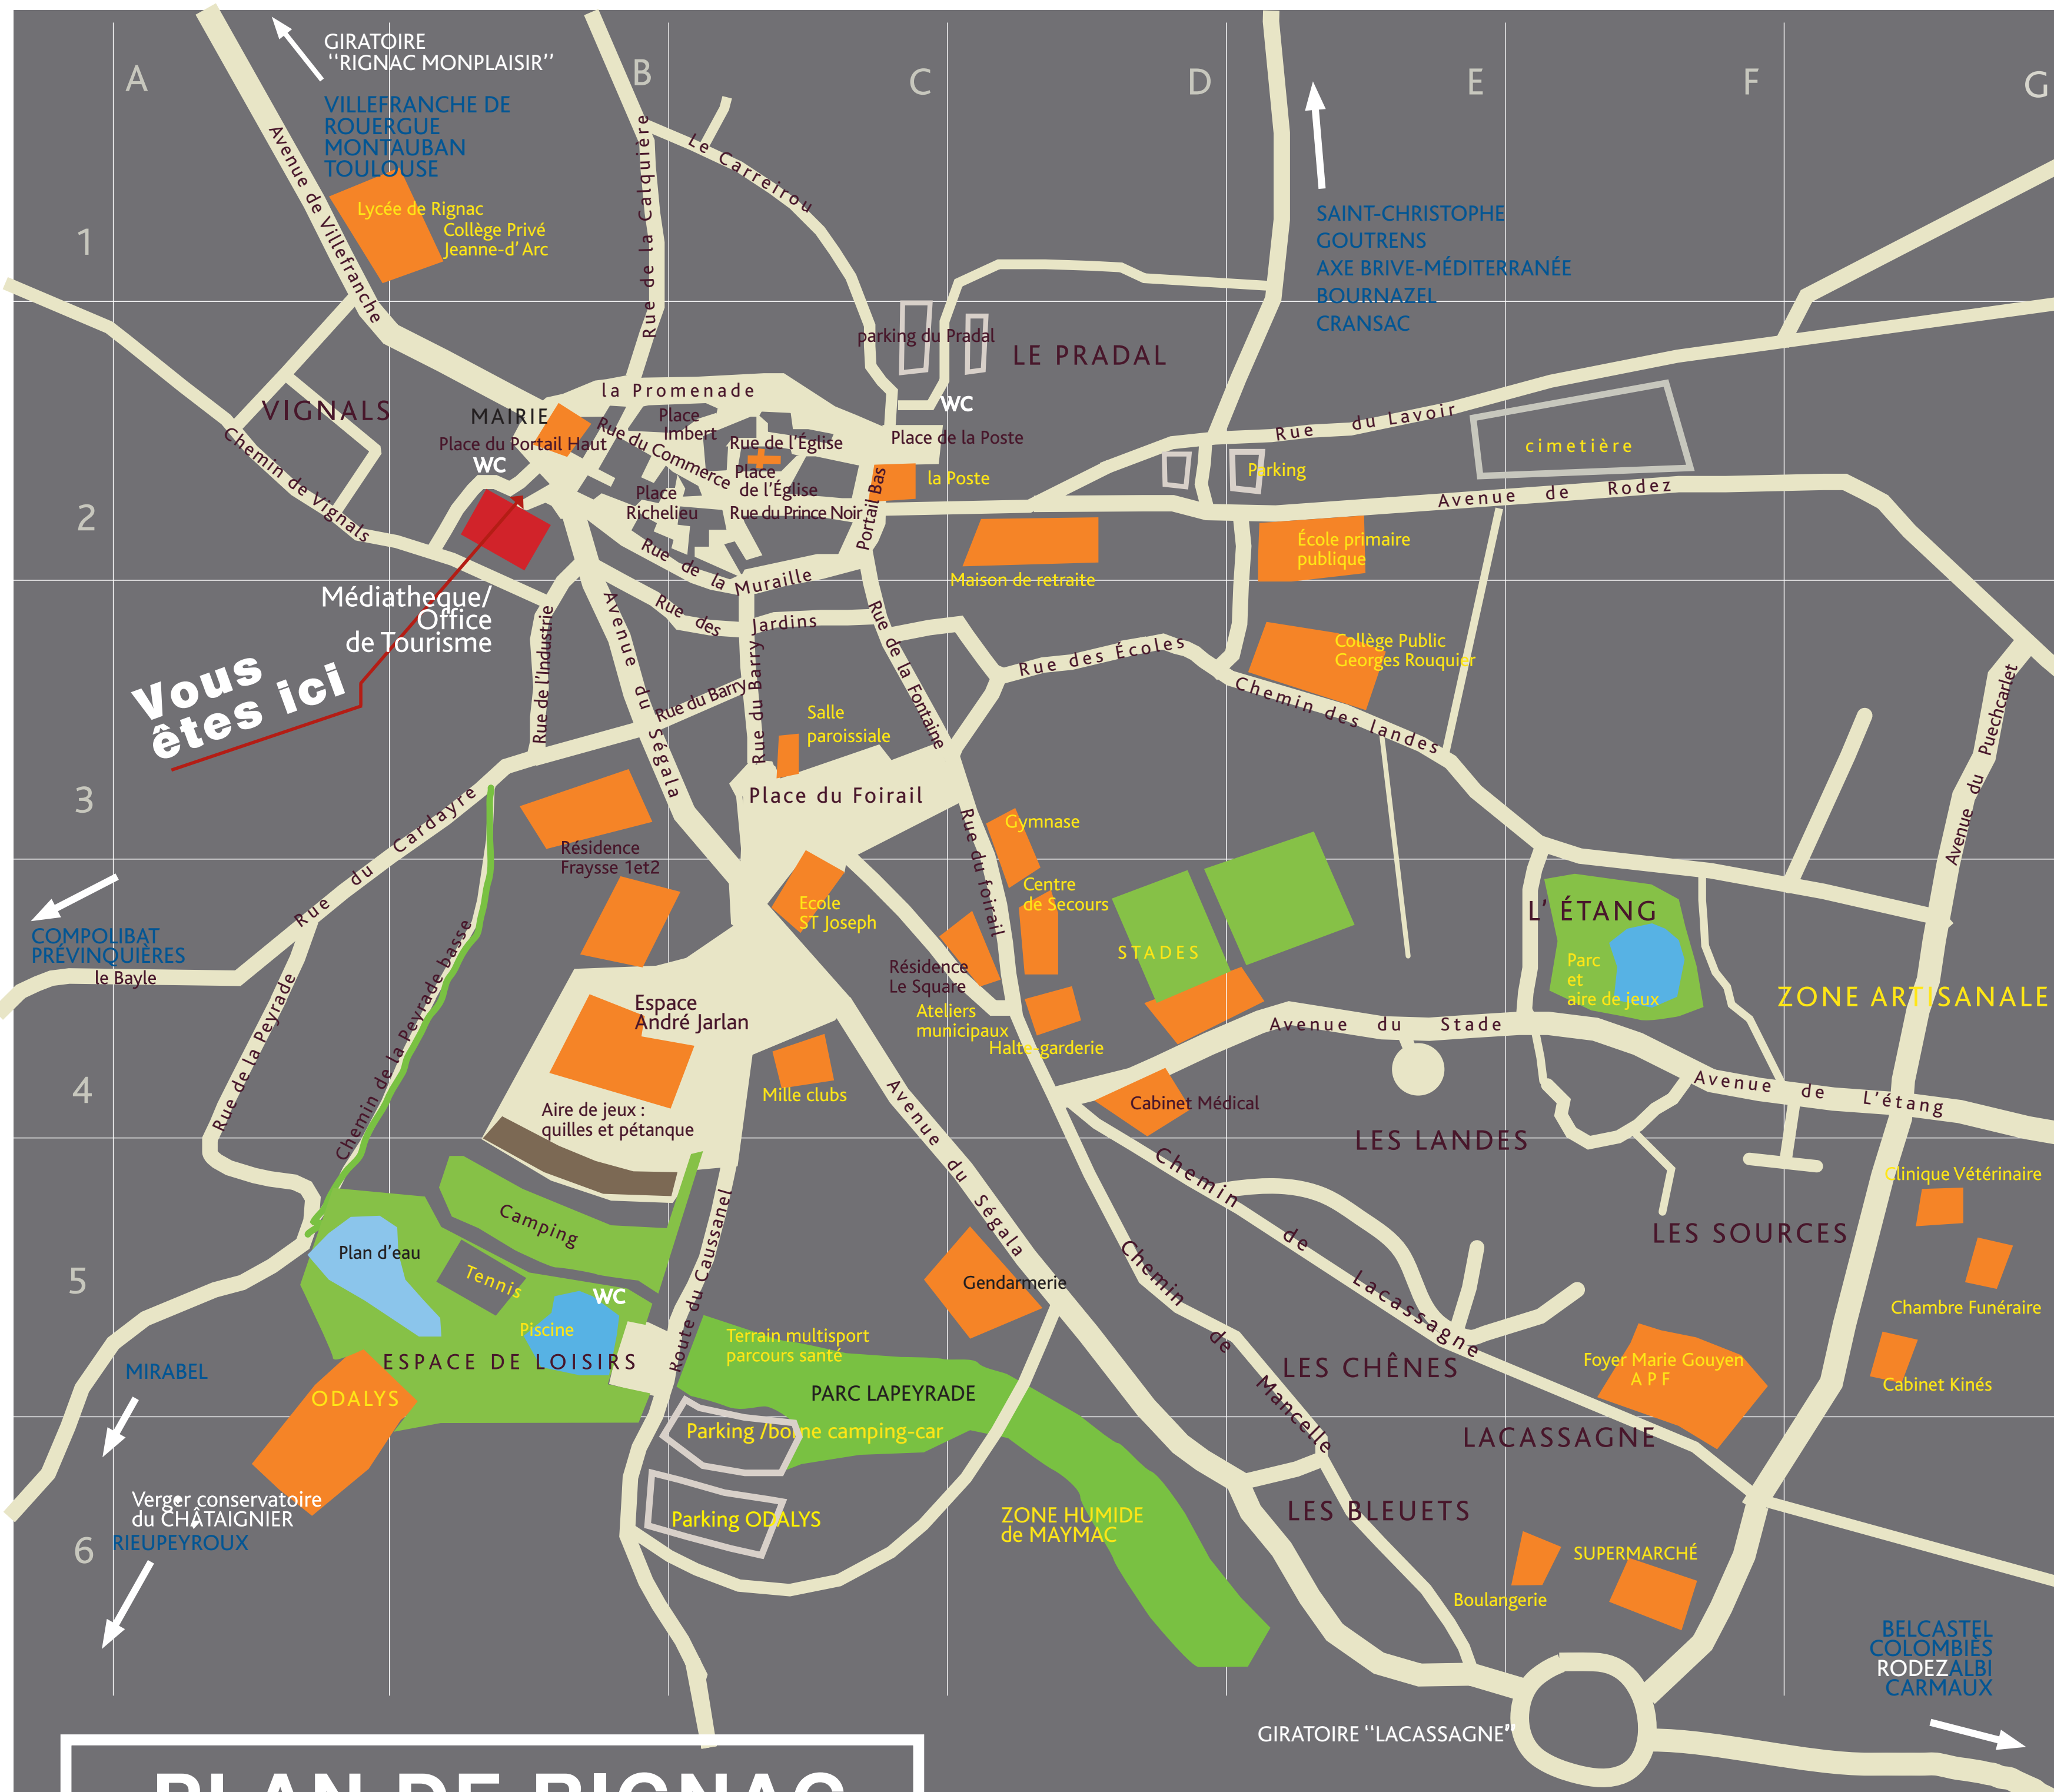 A
B
C
D
E
F
G
1
2
3
4
5
6
GIRATOIRE
‘‘RIGNAC MONPLAISIR’’
VILLEFRANCHE DE
ROUERGUE
MONTAUBAN
TOULOUSE
Avenue de Villefranche
Lycée de Rignac
Collège Privé
Jeanne-d’ Arc
Rue de la Calquière
Le Carreirou
SAINT-CHRISTOPHE
GOUTRENS
AXE BRIVE-MÉDITERRANÉE
BOURNAZEL
CRANSAC
parking du Pradal
LE PRADAL
WC
VIGNALS
Chemin de Vignals
MAIRIE
Place du Portail Haut
WC
la Promenade
Place
Imbert
Rue du Commerce
Rue de l’Église
Place
de l’Église
Place
Richelieu
Rue du Prince Noir
Place de la Poste
la Poste
Portail Bas
Rue de la Muraille
Rue du Lavoir
Parking
cimetière
Avenue de Rodez
Maison de retraite
École primaire
publique
Médiatheque/
Office
de Tourisme
Vous
êtes ici
Rue de l’Industrie
Avenue du Ségala
Rue des Jardins
Rue du Barry
Rue du Barry
Rue de la Fontaine
Rue des Écoles
Collège Public
Georges Rouquier
Chemin des landes
Avenue du Puechcarlet
Salle
paroissiale
Place du Foirail
Rue du Cardayre
Résidence
Fraysse 1et2
Gymnase
Rue du foirail
Centre
de Secours
Ecole
ST Joseph
COMPOLIBAT
PRÉVINQUIÈRES
le Bayle
Rue de la Peyrade
Chemin de la Peyrade basse
Résidence
Le Square
STADES
L’ ÉTANG
Parc
et
aire de jeux
ZONE ARTISANALE
Espace
André Jarlan
Ateliers
municipaux
Halte-garderie
Avenue du Stade
Mille clubs
Aire de jeux :
quilles et pétanque
Cabinet Médical
Avenue de L’étang
LES LANDES
Avenue du Ségala
Chemin de Lacassagne
Clinique Vétérinaire
LES SOURCES
Camping
Plan d’eau
Tennis
WC
Piscine
Route du Caussanel
Gendarmerie
Chemin de Mancelle
Chambre Funéraire
Terrain multisport
parcours santé
ESPACE DE LOISIRS
MIRABEL
ODALYS
PARC LAPEYRADE
LES CHÊNES
Foyer Marie Gouyen
A P F
Cabinet Kinés
Parking /borne camping-car
LACASSAGNE
Verger conservatoire
du CHÂTAIGNIER
RIEUPEYROUX
Parking ODALYS
ZONE HUMIDE
de MAYMAC
LES BLEUETS
SUPERMARCHÉ
Boulangerie
BELCASTEL
COLOMBIÈS
RODEZ ALBI
CARMAUX
GIRATOIRE ‘‘LACASSAGNE’’
PLAN DE RIGNAC